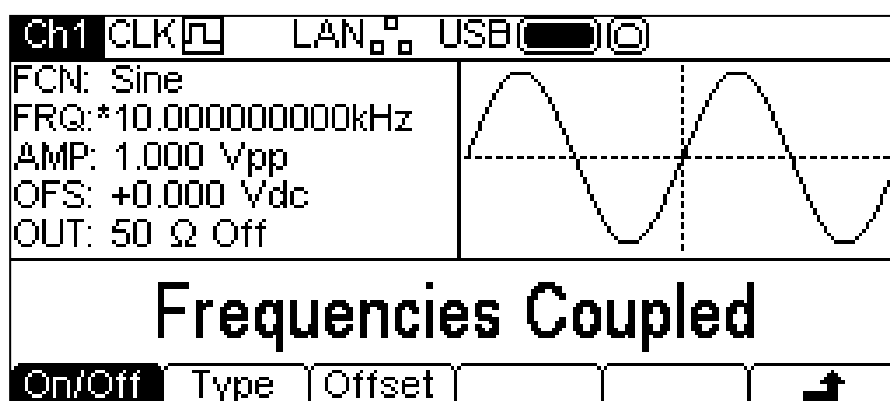 Ch1 CLK LAN USB
FCN: Sine
FRQ:*10.000000000kHz
AMP: 1.000 Vpp
OFS: +0.000 Vdc
OUT: 50 Ω Off
Frequencies Coupled
On/Off Type Offset